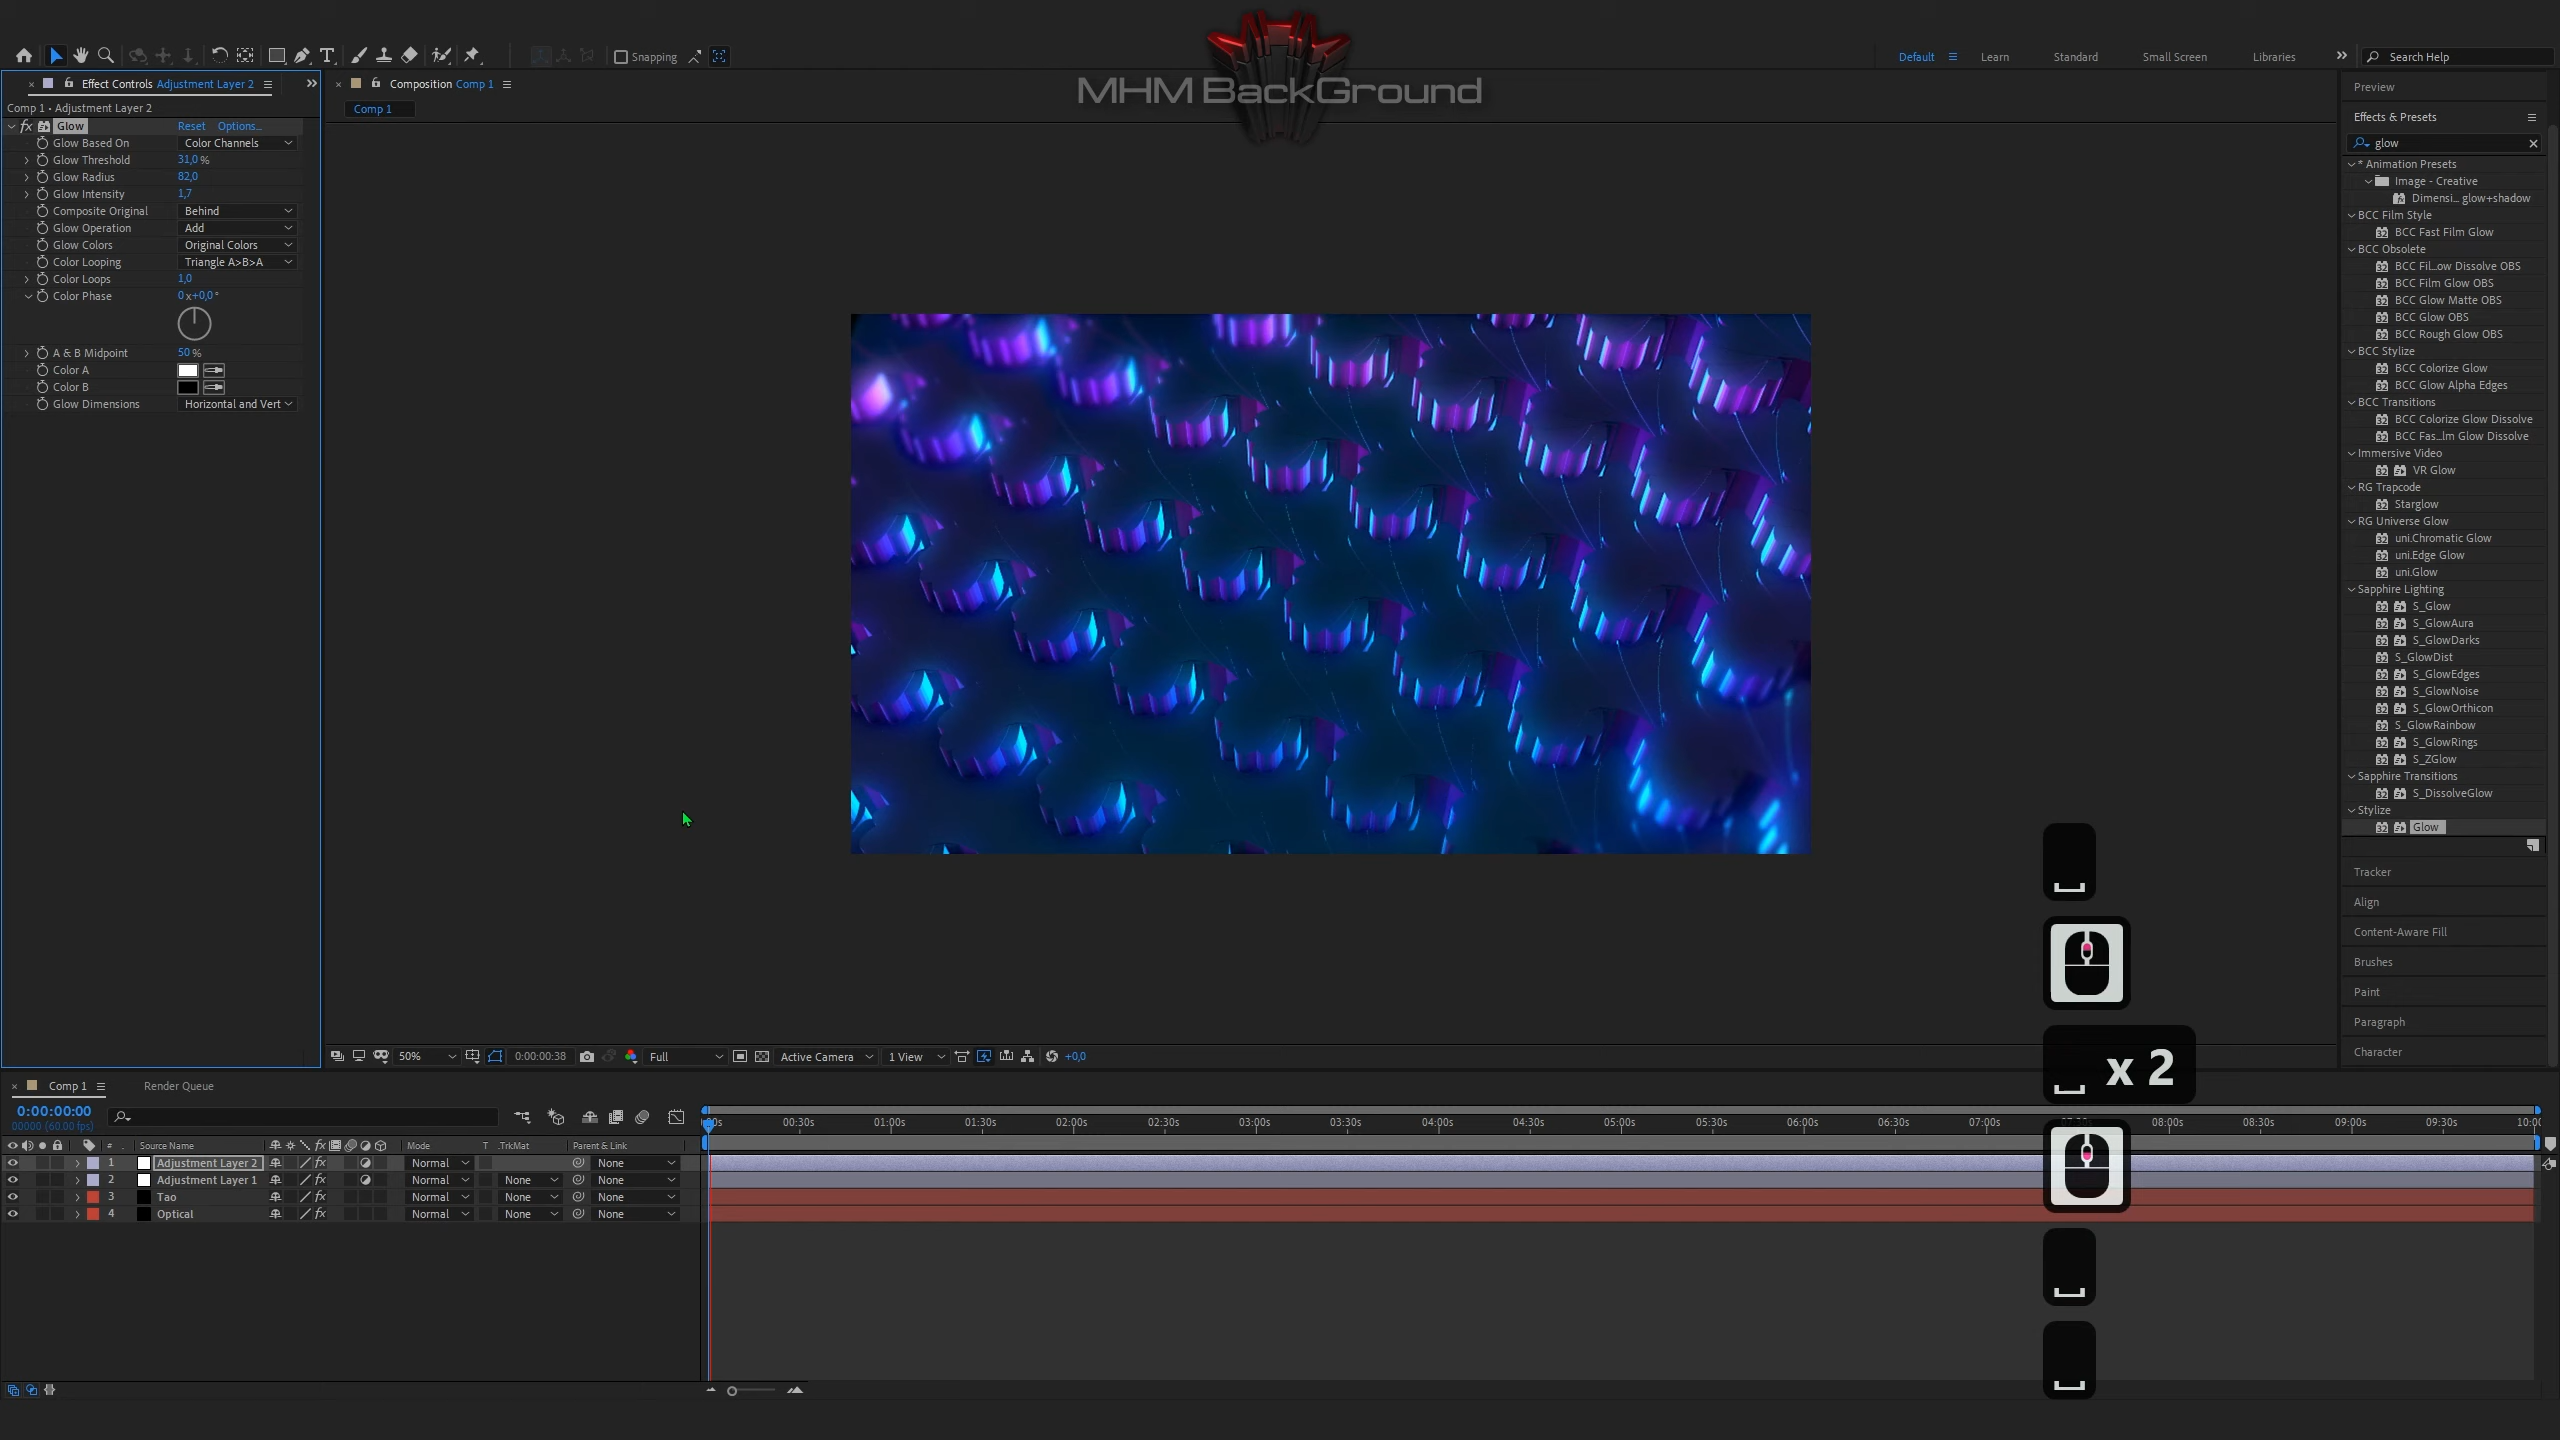 MHM BackGround
Snapping
Default
Learn
Standard
Small Screen
Libraries
Search Help
Effect Controls Adjustment Layer 2
Comp 1 • Adjustment Layer 2
fx Glow Reset Options...
Glow Based On Color Channels
Glow Threshold 31,0 %
Glow Radius 82,0
Glow Intensity 1,7
Composite Original Behind
Glow Operation Add
Glow Colors Original Colors
Color Looping Triangle A>B>A
Color Loops 1,0
Color Phase 0 x+0,0 °
A & B Midpoint 50 %
Color A
Color B
Glow Dimensions Horizontal and Vert
Composition Comp 1
Comp 1
50%
0:00:00:38
Full
Active Camera
1 View
+0,0
Preview
Effects & Presets
glow
* Animation Presets
Image - Creative
Dimensi... glow+shadow
BCC Film Style
BCC Fast Film Glow
BCC Obsolete
BCC Fil...ow Dissolve OBS
BCC Film Glow OBS
BCC Glow Matte OBS
BCC Glow OBS
BCC Rough Glow OBS
BCC Stylize
BCC Colorize Glow
BCC Glow Alpha Edges
BCC Transitions
BCC Colorize Glow Dissolve
BCC Fas...lm Glow Dissolve
Immersive Video
VR Glow
RG Trapcode
Starglow
RG Universe Glow
uni.Chromatic Glow
uni.Edge Glow
uni.Glow
Sapphire Lighting
S_Glow
S_GlowAura
S_GlowDarks
S_GlowDist
S_GlowEdges
S_GlowNoise
S_GlowOrthicon
S_GlowRainbow
S_GlowRings
S_ZGlow
Sapphire Transitions
S_DissolveGlow
Stylize
Glow
Tracker
Align
Content-Aware Fill
Brushes
Paint
Paragraph
Character
x 2
Comp 1
Render Queue
0:00:00:00
00000 (60.00 fps)
00:30s 01:00s 01:30s 02:00s 02:30s 03:00s 03:30s 04:00s 04:30s 05:00s 05:30s 06:00s 06:30s 07:00s 08:00s 08:30s 09:00s 09:30s
# Source Name fx Mode T .TrkMat Parent & Link
1 Adjustment Layer 2 fx Normal None
2 Adjustment Layer 1 fx Normal None None
3 Tao fx Normal None None
4 Optical fx Normal None None